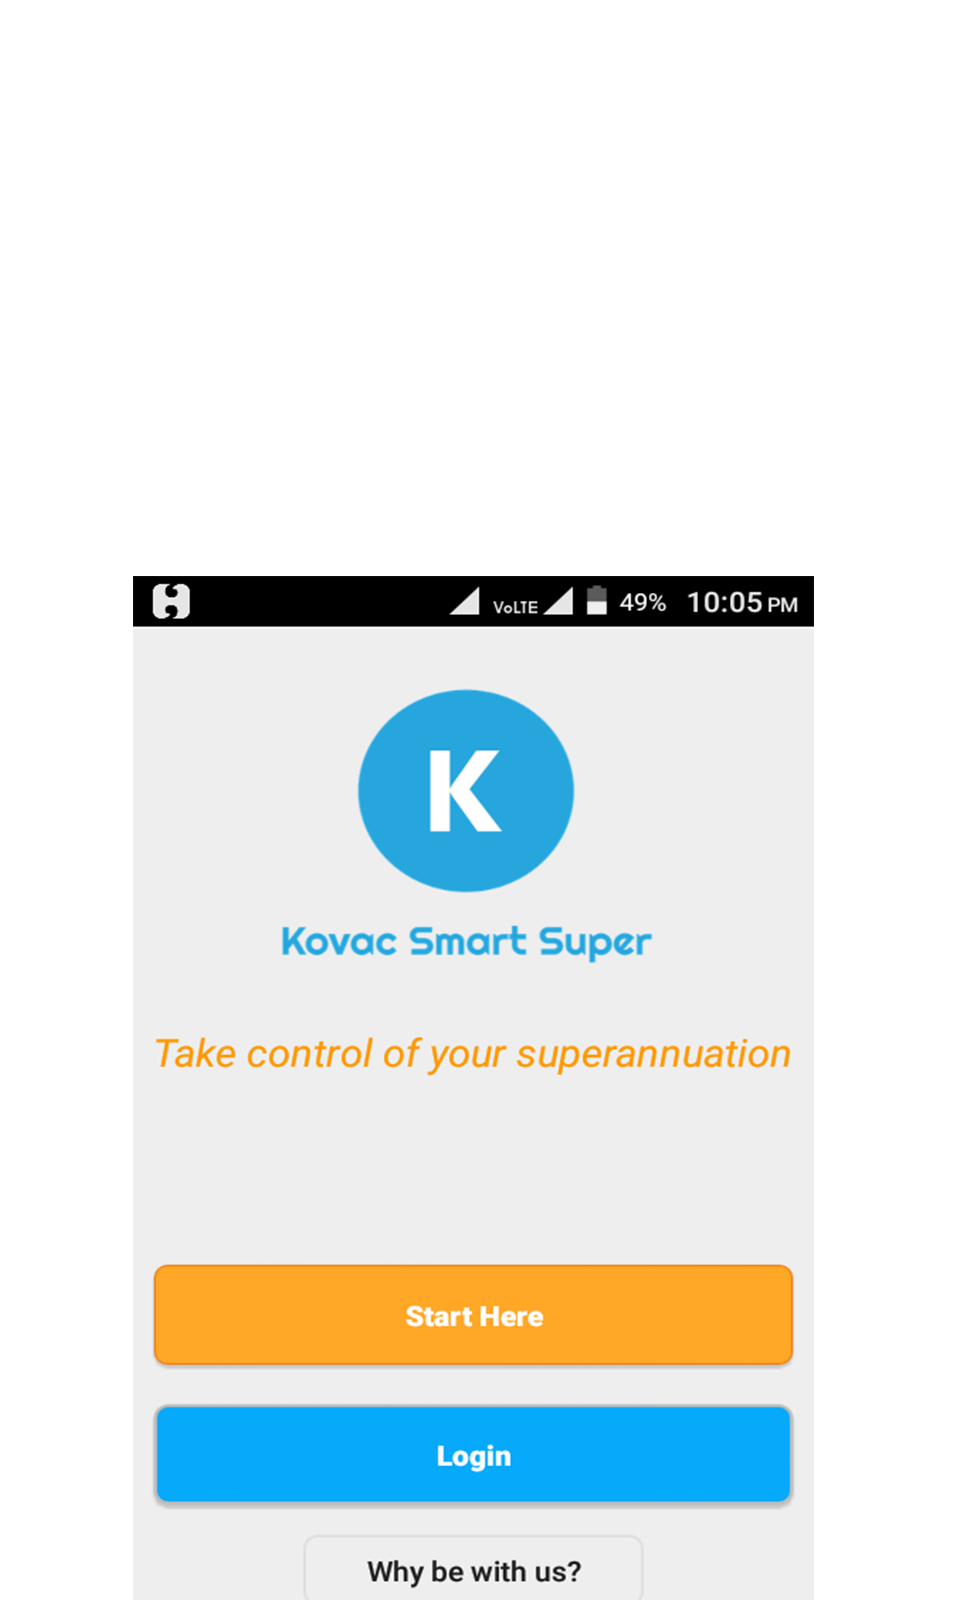 VoLTE 49% 10:05 PM
K
Kovac Smart Super
Take control of your superannuation
Start Here
Login
Why be with us?